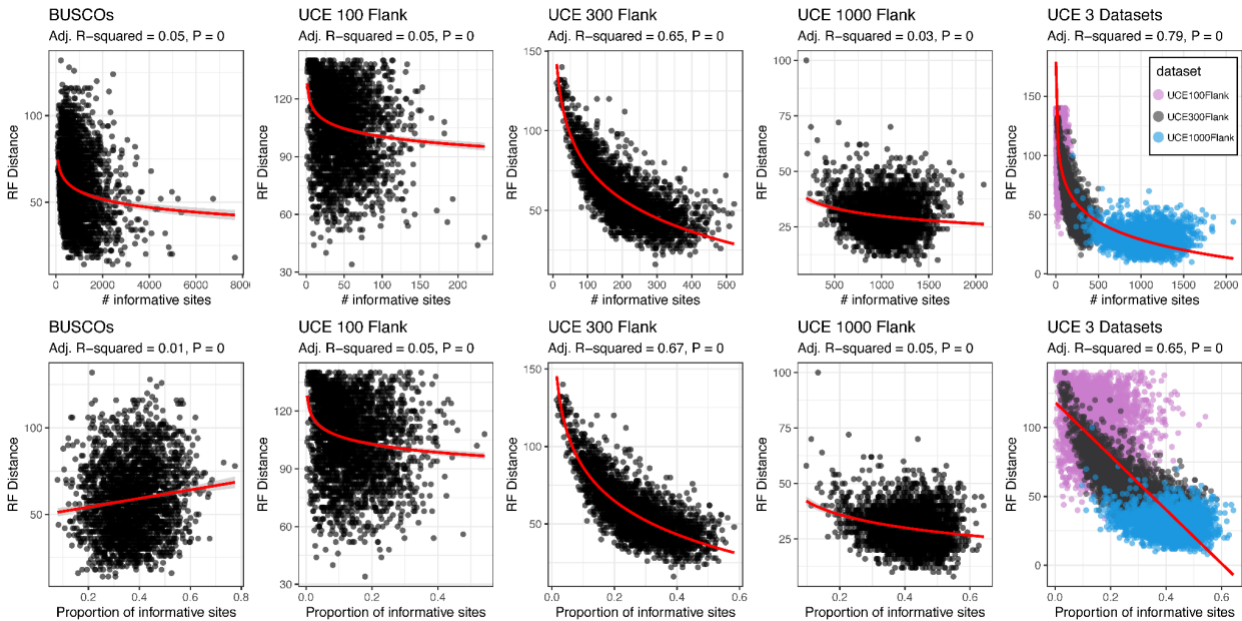 BUSCOs
Adj. R-squared = 0.05, P = 0
RF Distance
100
50
0
2000
4000
6000
8000
# informative sites
UCE 100 Flank
Adj. R-squared = 0.05, P = 0
RF Distance
120
90
60
30
0
50
100
150
200
# informative sites
UCE 300 Flank
Adj. R-squared = 0.65, P = 0
RF Distance
150
100
50
0
100
200
300
400
500
# informative sites
UCE 1000 Flank
Adj. R-squared = 0.03, P = 0
RF Distance
100
75
50
25
500
1000
1500
2000
# informative sites
UCE 3 Datasets
Adj. R-squared = 0.79, P = 0
RF Distance
150
100
50
0
dataset
UCE100Flank
UCE300Flank
UCE1000Flank
0
500
1000
1500
2000
# informative sites
BUSCOs
Adj. R-squared = 0.01, P = 0
RF Distance
100
50
0.2
0.4
0.6
0.8
Proportion of informative sites
UCE 100 Flank
Adj. R-squared = 0.05, P = 0
RF Distance
120
90
60
30
0.0
0.2
0.4
Proportion of informative sites
UCE 300 Flank
Adj. R-squared = 0.67, P = 0
RF Distance
150
100
50
0.0
0.2
0.4
0.6
Proportion of informative sites
UCE 1000 Flank
Adj. R-squared = 0.05, P = 0
RF Distance
100
75
50
25
0.2
0.4
0.6
Proportion of informative sites
UCE 3 Datasets
Adj. R-squared = 0.65, P = 0
RF Distance
150
100
50
0
0.0
0.2
0.4
0.6
Proportion of informative sites